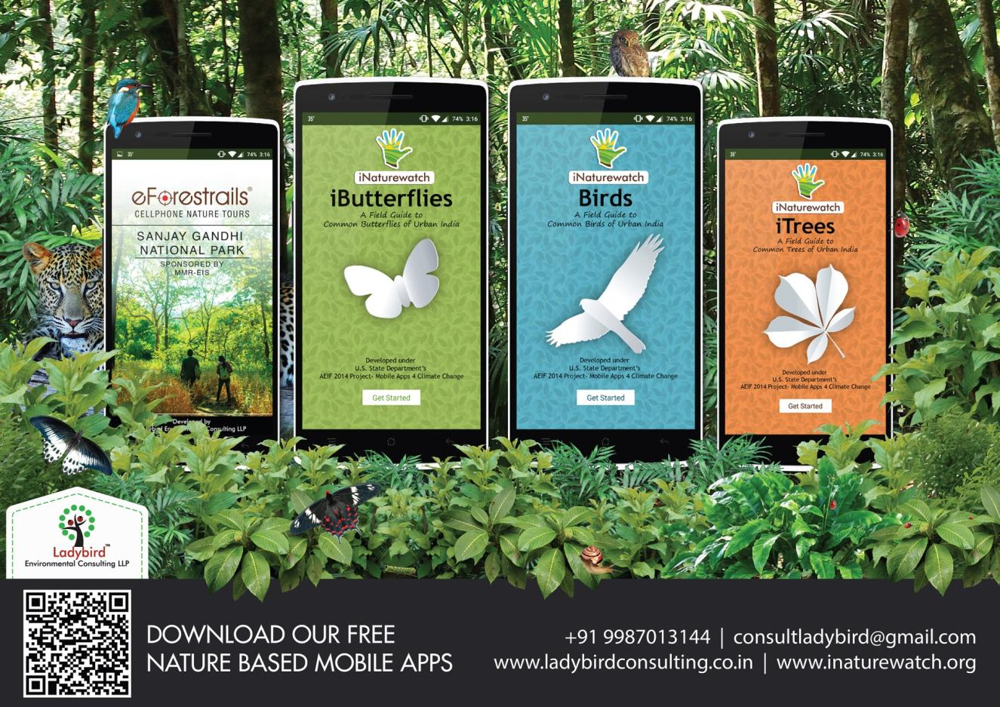 35°
74% 3:16
eForestrails®
CELLPHONE NATURE TOURS
SANJAY GANDHI
NATIONAL PARK
SPONSORED BY
MMR-EIS
Developed by
Consulting LLP
35°
74% 3:16
iNaturewatch
iButterflies
A Field Guide to
Common Butterflies of Urban India
Developed under
U.S. State Department's
AEIF 2014 Project- Mobile Apps 4 Climate Change
Get Started
35°
74% 3:16
iNaturewatch
Birds
A Field Guide to
Common Birds of Urban India
Developed under
U.S. State Department's
AEIF 2014 Project- Mobile Apps 4 Climate Change
Get Started
35°
74% 3:16
iNaturewatch
iTrees
A Field Guide to
Common Trees of Urban India
Developed under
U.S. State Department's
AEIF 2014 Project- Mobile Apps 4 Climate Change
Get Started
Ladybird™
Environmental Consulting LLP
DOWNLOAD OUR FREE
NATURE BASED MOBILE APPS
+91 9987013144 | consultladybird@gmail.com
www.ladybirdconsulting.co.in | www.inaturewatch.org